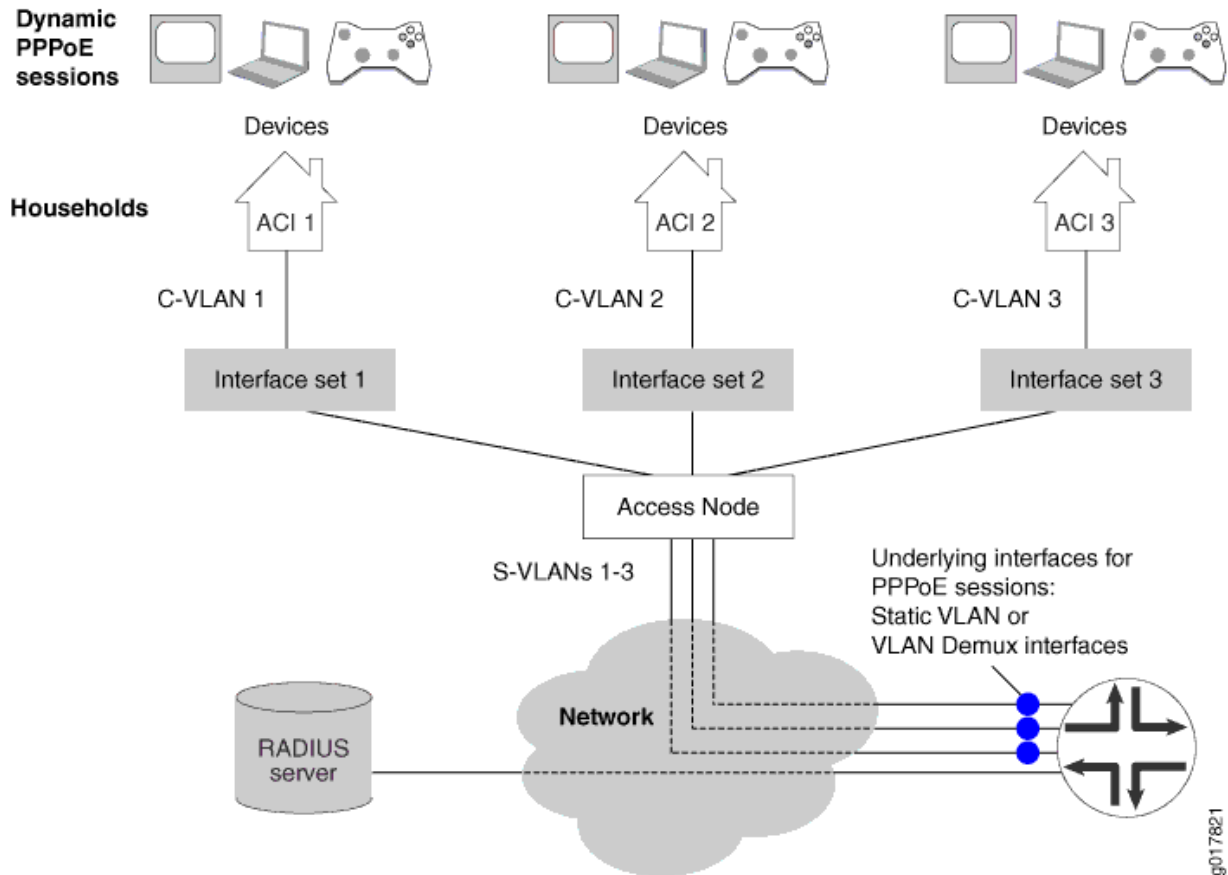 Dynamic
PPPoE
sessions
Devices
Devices
Devices
Households
ACI 1
ACI 2
ACI 3
C-VLAN 1
C-VLAN 2
C-VLAN 3
Interface set 1
Interface set 2
Interface set 3
Access Node
S-VLANs 1-3
Underlying interfaces for
PPPoE sessions:
Static VLAN or
VLAN Demux interfaces
Network
RADIUS
server
g017821